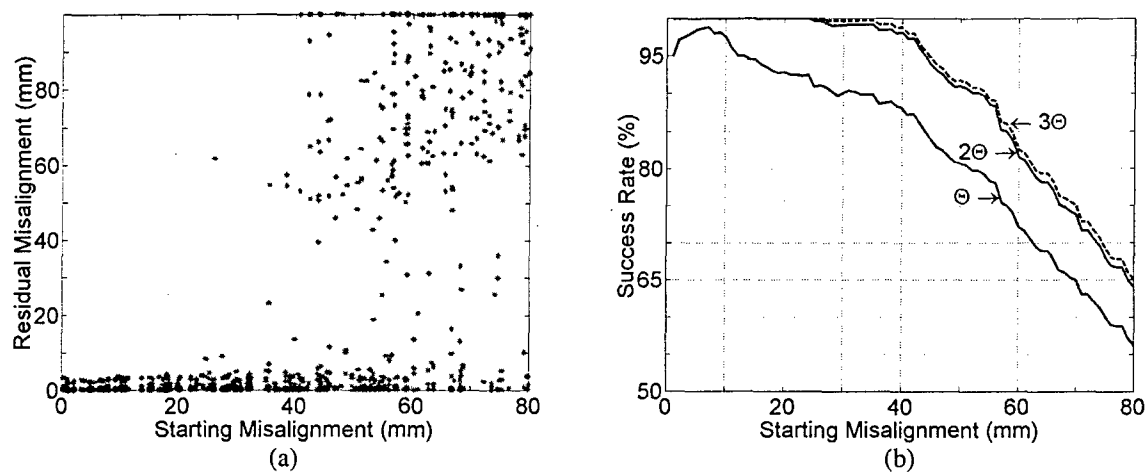 Residual Misalignment (mm)
80
60
40
20
0
0 20 40 60 80
Starting Misalignment (mm)
(a)
Success Rate (%)
95
80
65
50
3Θ
2Θ
Θ
0 20 40 60 80
Starting Misalignment (mm)
(b)